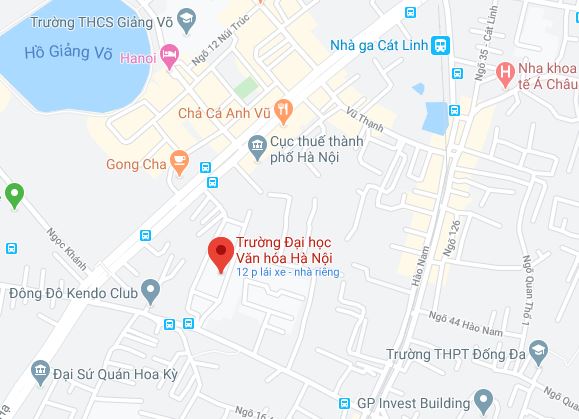 Trường THCS Giảng Võ
Hồ Giảng Võ
Hanoi
Ngõ 12 Núi Trúc
Nhà ga Cát Linh
Ngõ 35 - Cát Linh
Nha khoa
tế Á Châu
Chả Cá Anh Vũ
Vũ Thạnh
Cục thuế thành
phố Hà Nội
Gong Cha
Ngọc Khánh
Trường Đại học
Văn hóa Hà Nội
12 p lái xe - nhà riêng
Hào Nam
Ngõ 126
Ngõ Quan Thổ 1
Đông Đô Kendo Club
Ngõ 44 Hào Nam
Trường THPT Đống Đa
Đại Sứ Quán Hoa Kỳ
GP Invest Building
Ngõ Qua